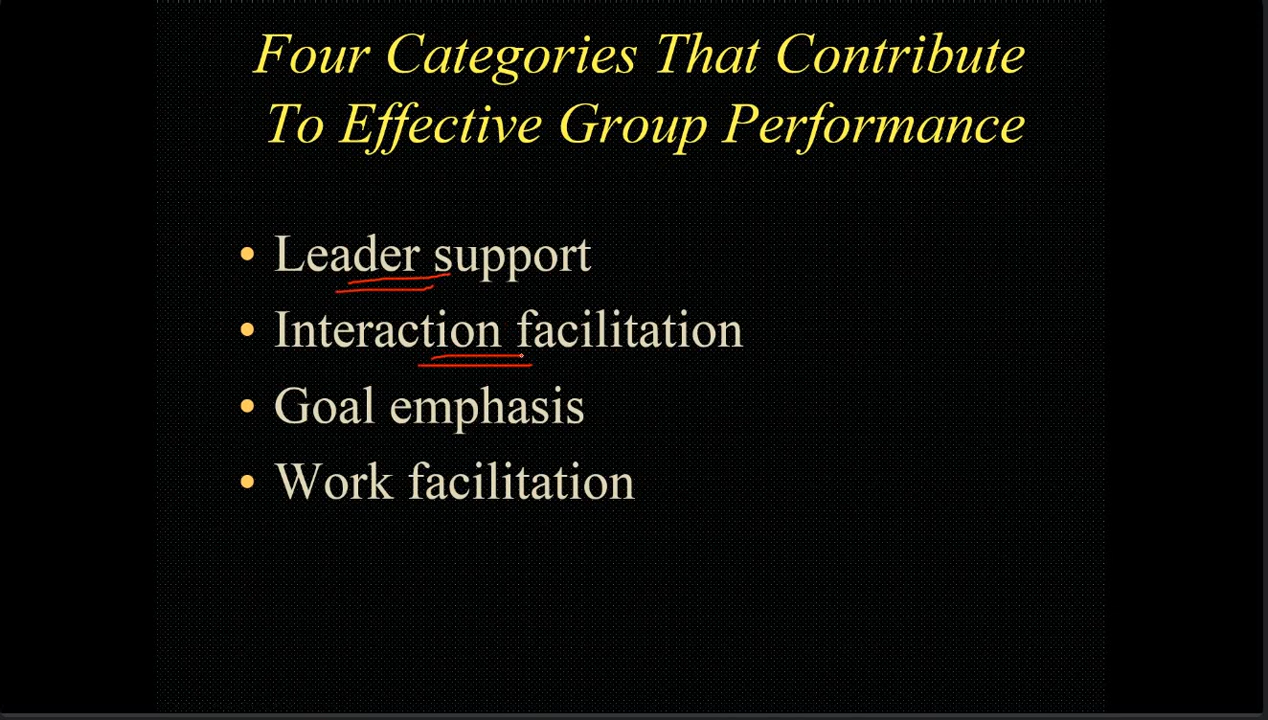 Four Categories That Contribute
To Effective Group Performance
• Leader support
• Interaction facilitation
• Goal emphasis
• Work facilitation